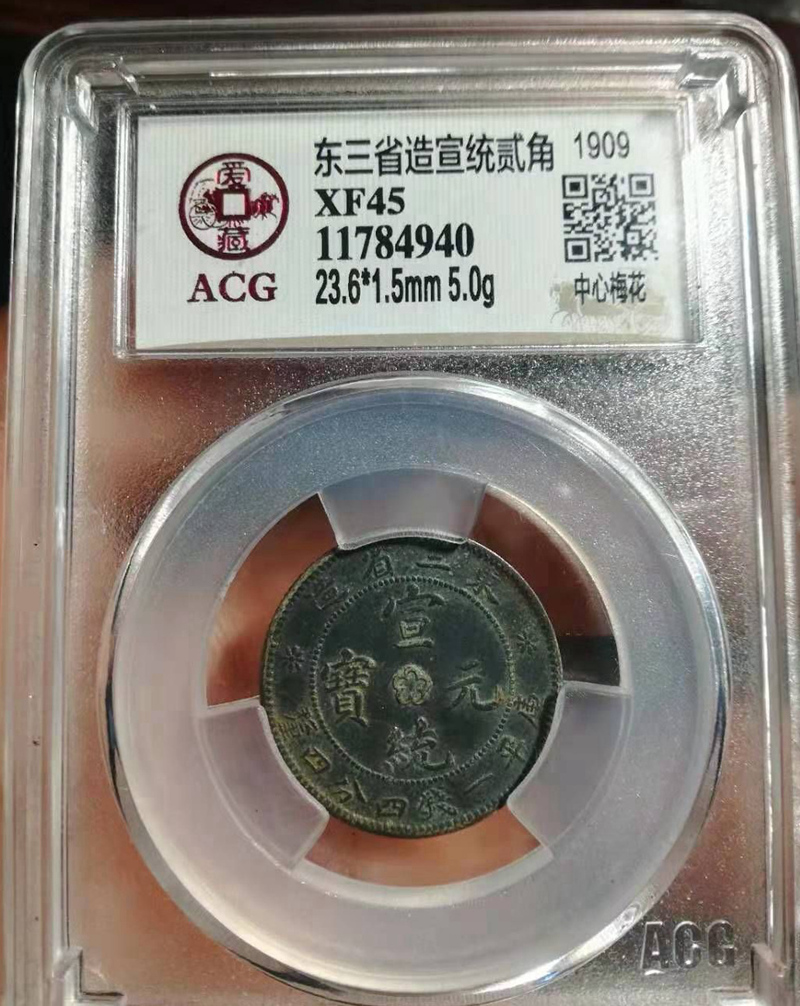 东三省造宣统贰角 1909
XF45
11784940
23.6*1.5mm 5.0g
中心梅花
爱
藏
ACG
東三省造
宣統元寶
庫平一錢四分四釐
ACG